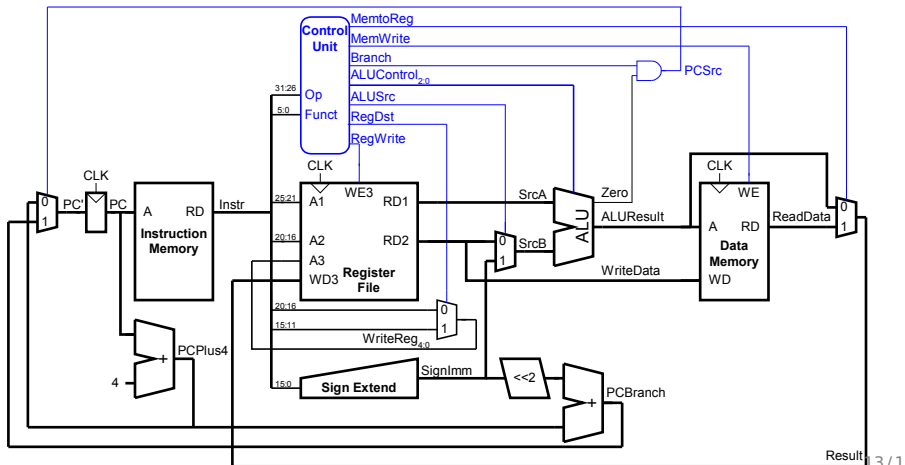 MemtoReg
Control
Unit
MemWrite
Branch
PCSrc
ALUControl2:0
31:26
Op
ALUSrc
5:0
Funct
RegDst
RegWrite
CLK
CLK
CLK
WE3
Zero
WE
0
1
PC'
PC
A
RD
Instruction
Memory
Instr
25:21
A1
RD1
SrcA
20:16
A2
RD2
0
1
SrcB
ALU
ALUResult
A
RD
ReadData
0
1
Data
Memory
A3
WD3
Register
File
WriteData
WD
20:16
0
15:11
1
WriteReg4:0
PCPlus4
+
4
SignImm
15:0
Sign Extend
<<2
+
PCBranch
Result
13/1